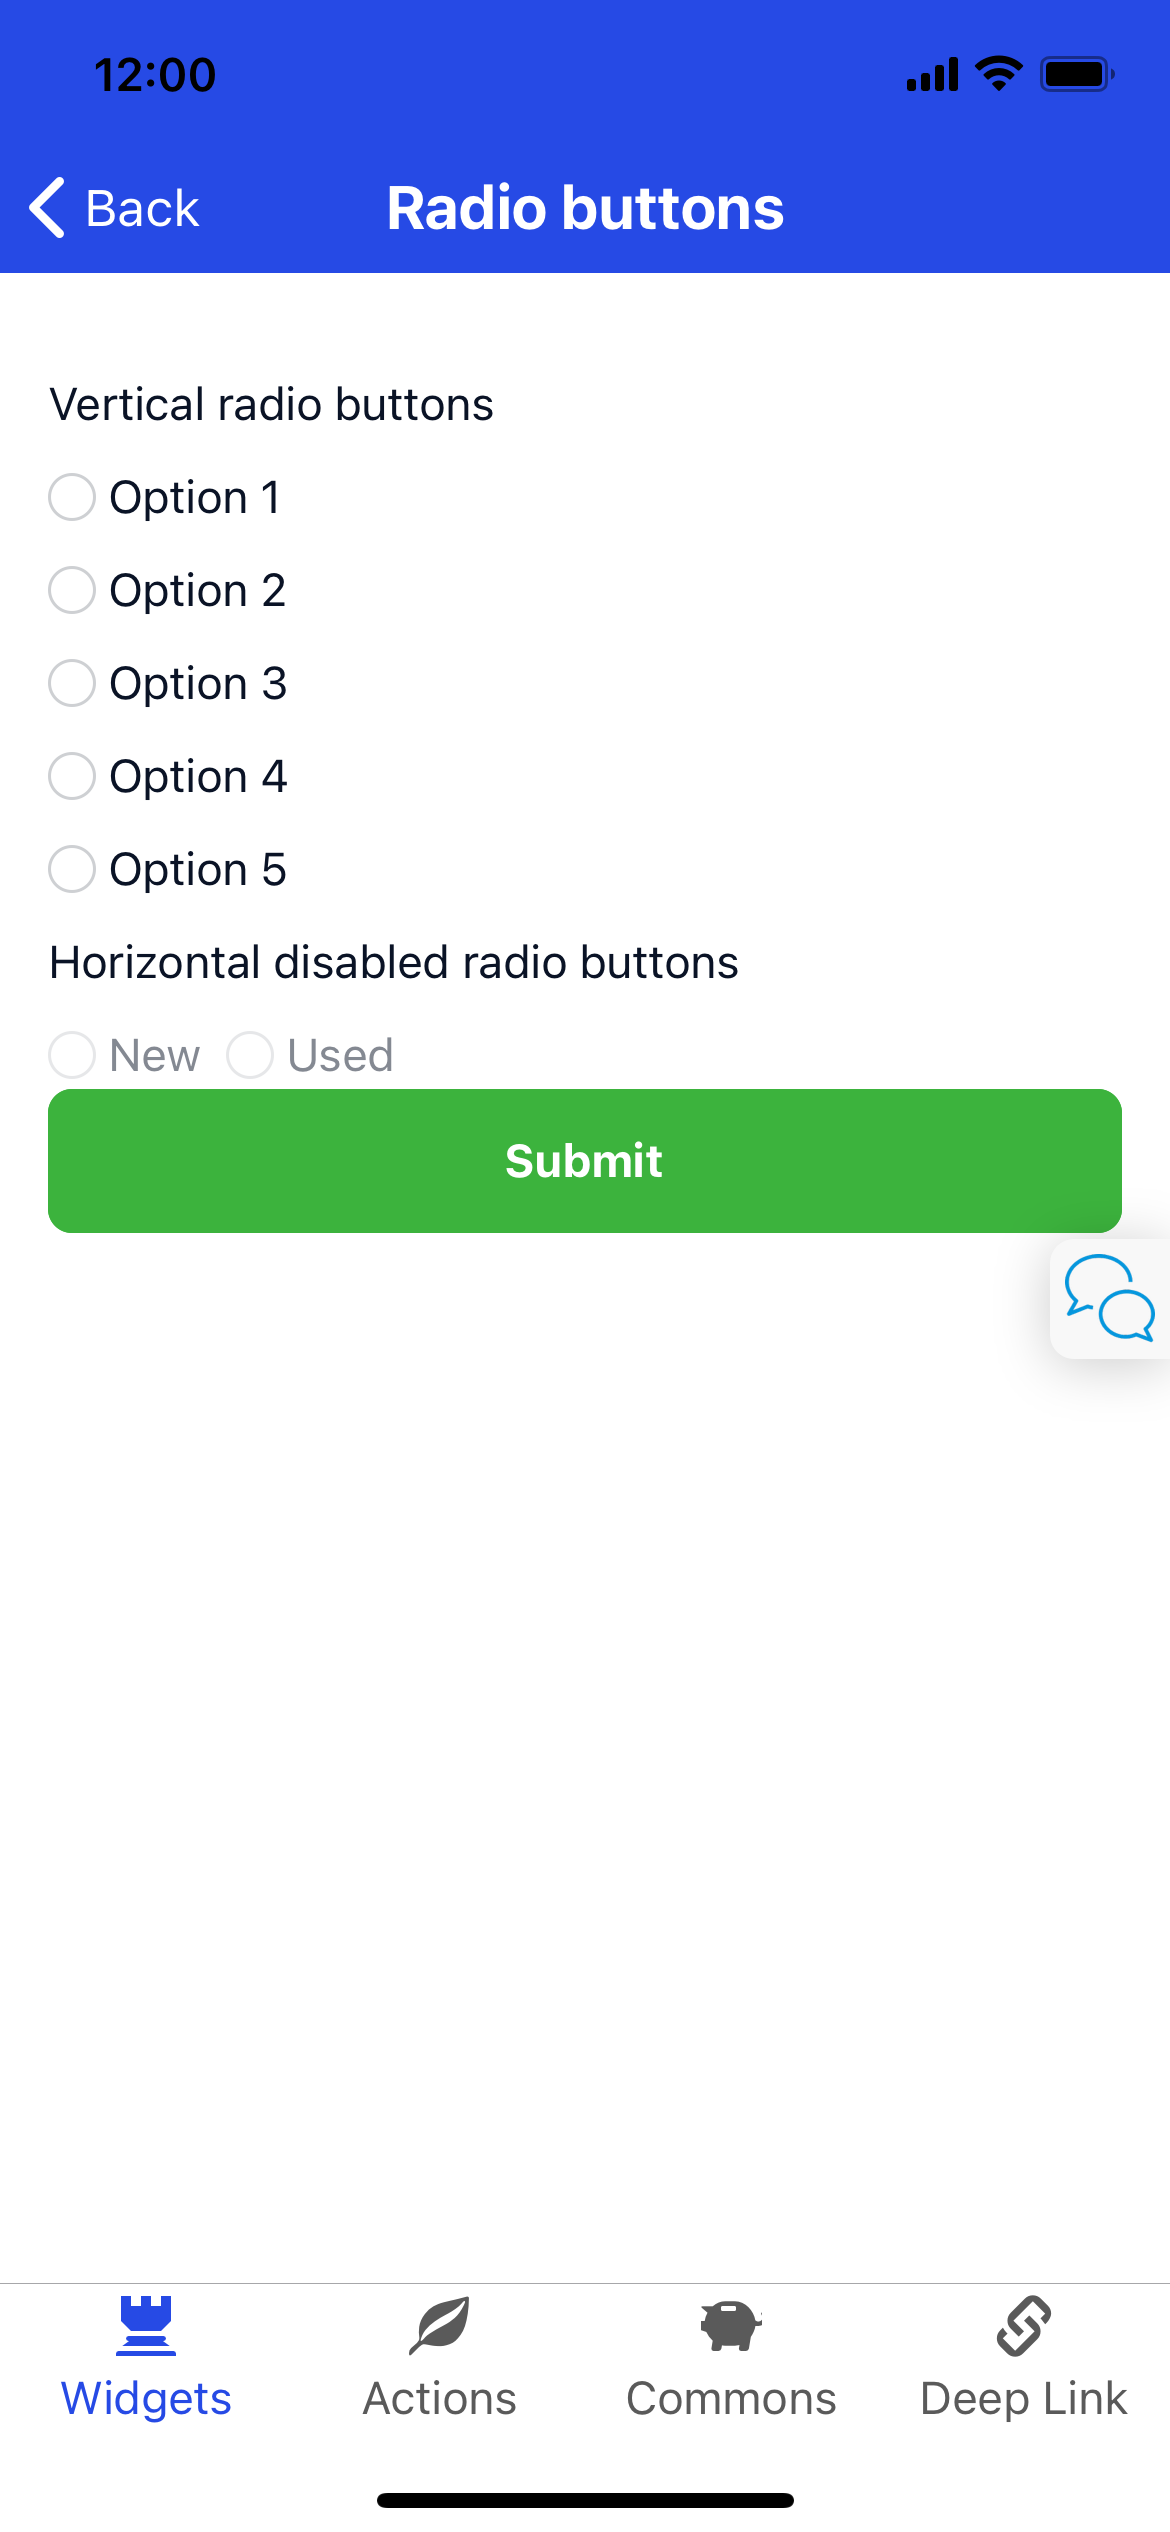 12:00
Back
Radio buttons
Vertical radio buttons
Option 1
Option 2
Option 3
Option 4
Option 5
Horizontal disabled radio buttons
New Used
Submit
Widgets Actions Commons Deep Link